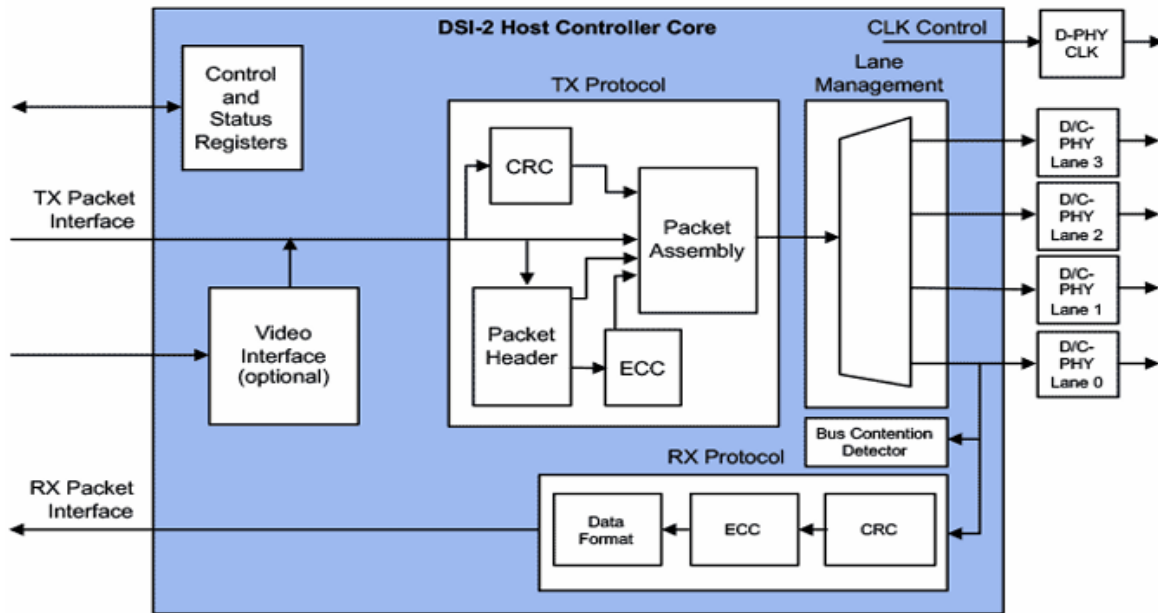 DSI-2 Host Controller Core
CLK Control
D-PHY
CLK
Control
and
Status
Registers
TX Protocol
Lane
Management
CRC
D/C-
PHY
Lane 3
TX Packet
Interface
Packet
Assembly
D/C-
PHY
Lane 2
Video
Interface
(optional)
Packet
Header
ECC
D/C-
PHY
Lane 1
D/C-
PHY
Lane 0
Bus Contention
Detector
RX Protocol
RX Packet
Interface
Data
Format
ECC
CRC